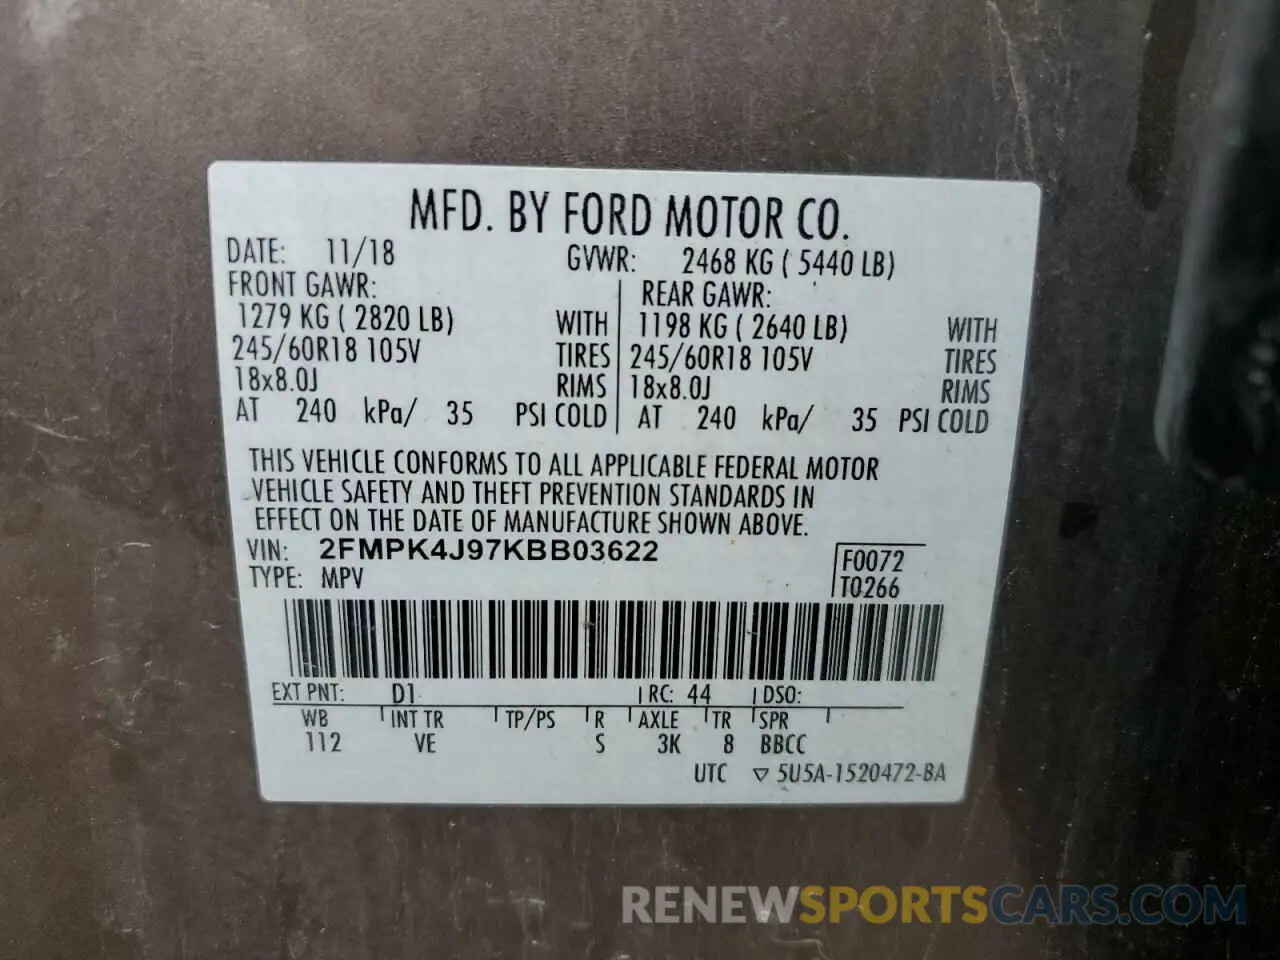 MFD. BY FORD MOTOR CO.
DATE: 11/18 GVWR: 2468 KG ( 5440 LB)
FRONT GAWR: REAR GAWR:
1279 KG ( 2820 LB) WITH 1198 KG ( 2640 LB) WITH
245/60R18 105V TIRES 245/60R18 105V TIRES
18x8.0J RIMS 18x8.0J RIMS
AT 240 kPa/ 35 PSI COLD AT 240 kPa/ 35 PSI COLD
THIS VEHICLE CONFORMS TO ALL APPLICABLE FEDERAL MOTOR
VEHICLE SAFETY AND THEFT PREVENTION STANDARDS IN
EFFECT ON THE DATE OF MANUFACTURE SHOWN ABOVE.
VIN: 2FMPK4J97KBB03622 F0072
TYPE: MPV T0266
EXT PNT: D1 RC: 44 DSO:
WB INT TR TP/PS R AXLE TR SPR
112 VE S 3K 8 BBCC
UTC ▽ 5U5A-1520472-BA
RENEWSPORTSCARS.COM